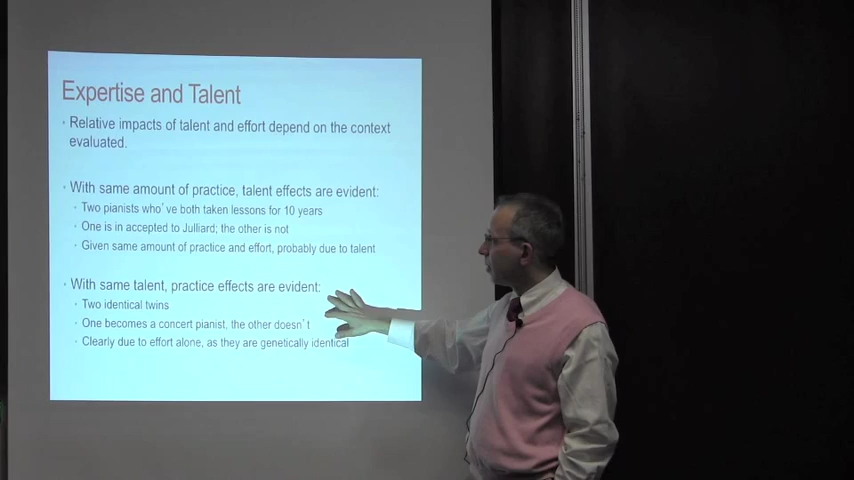 Expertise and Talent
• Relative impacts of talent and effort depend on the context
evaluated.
• With same amount of practice, talent effects are evident:
• Two pianists who've both taken lessons for 10 years
• One is in accepted to Julliard; the other is not
• Given same amount of practice and effort, probably due to talent
• With same talent, practice effects are evident:
• Two identical twins
• One becomes a concert pianist, the other doesn't
• Clearly due to effort alone, as they are genetically identical